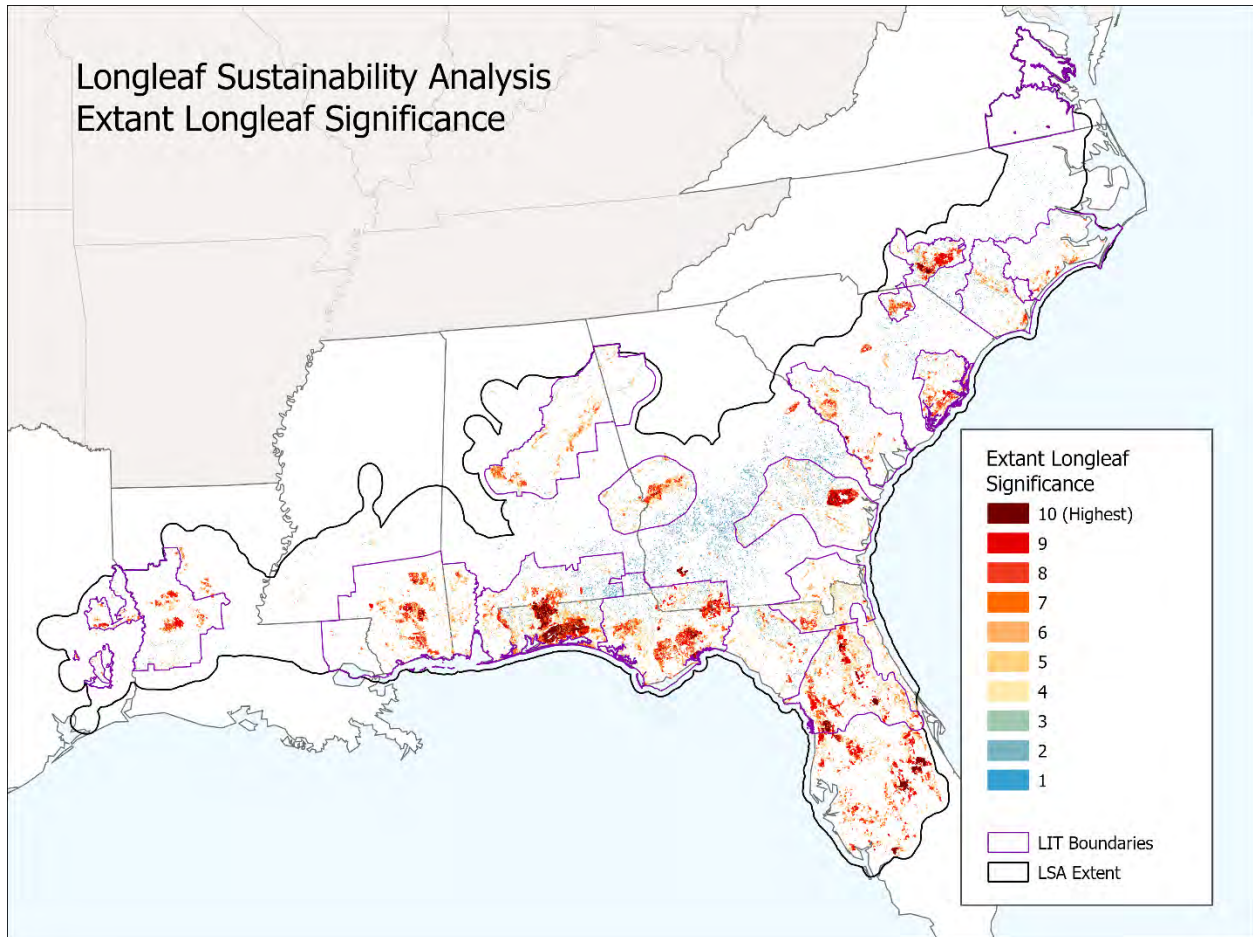 Longleaf Sustainability Analysis
Extant Longleaf Significance
Extant Longleaf
Significance
10 (Highest)
9
8
7
6
5
4
3
2
1
LIT Boundaries
LSA Extent